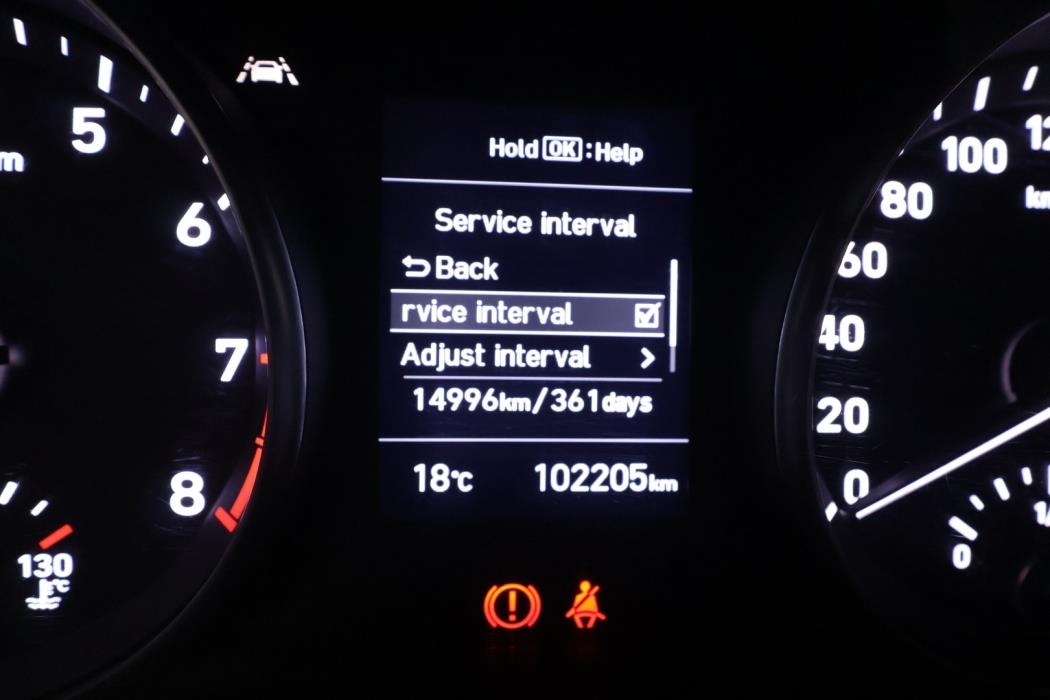 Hold OK : Help
Service interval
Back
rvice interval
Adjust interval
14996km/361days
18°C 102205km
5
6
7
8
130
°C
100
80
60
40
20
0
0